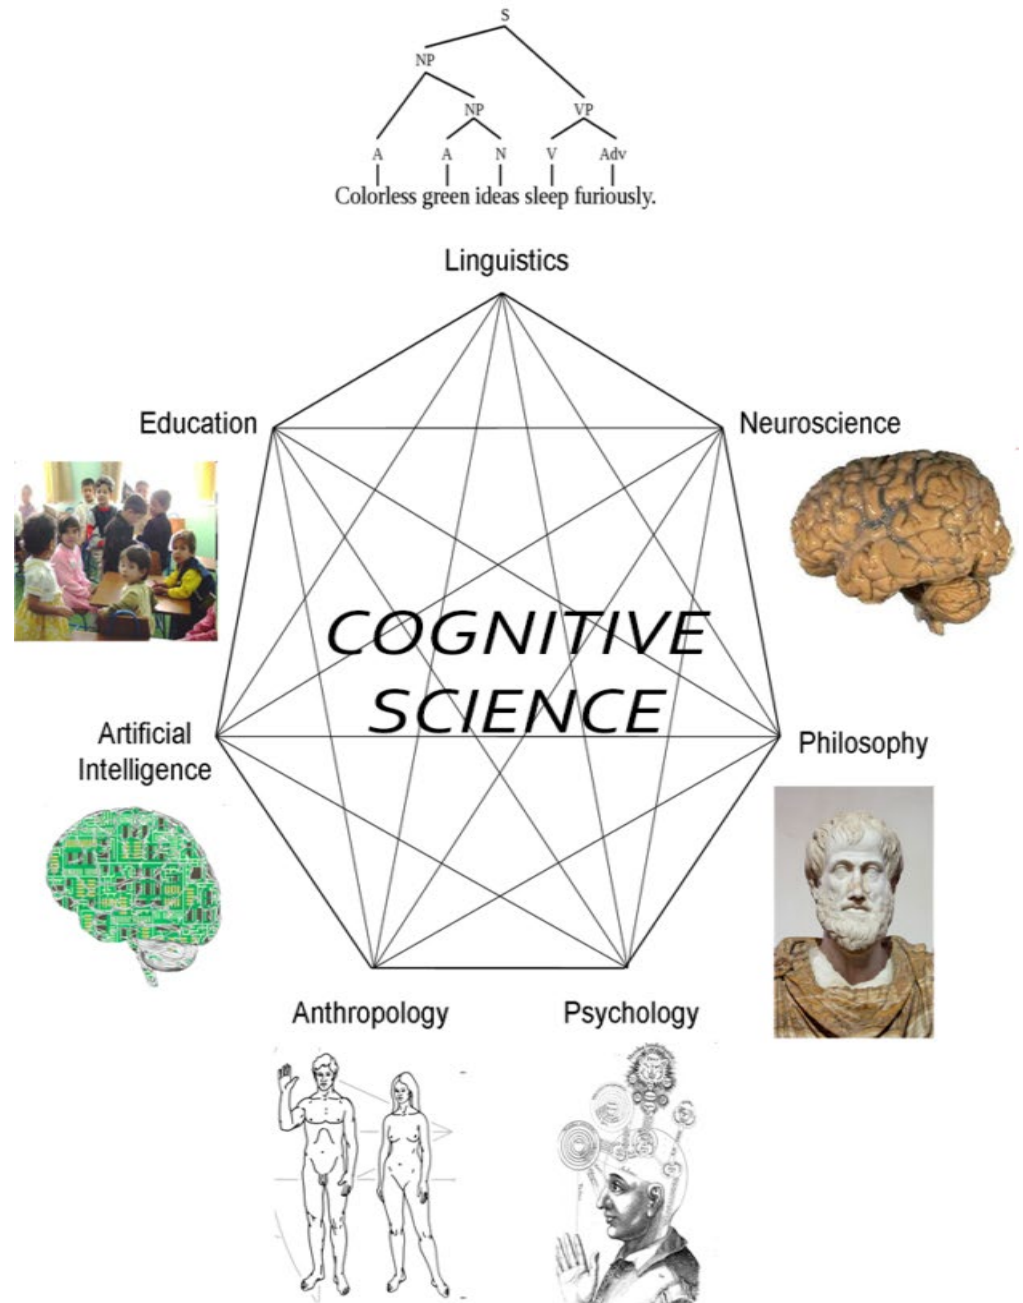 S
NP
NP VP
A A N V Adv
Colorless green ideas sleep furiously.
Linguistics
Education
Neuroscience
COGNITIVE
SCIENCE
Artificial
Intelligence
Philosophy
Anthropology
Psychology